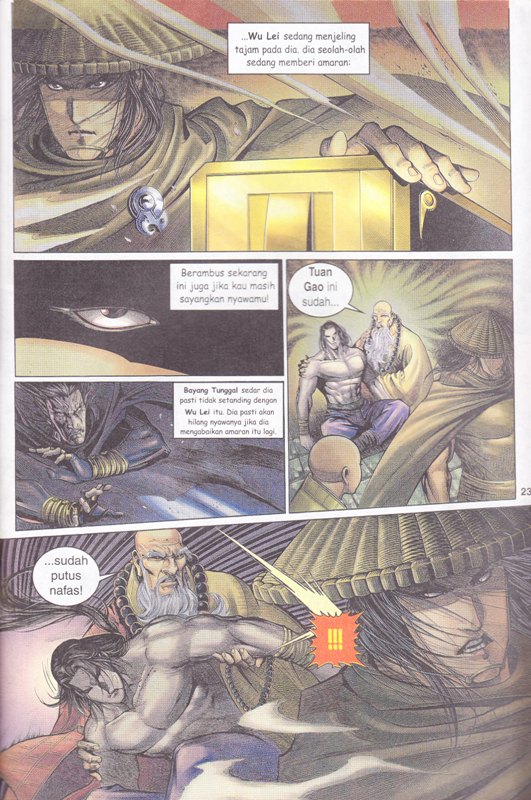 ...Wu Lei sedang menjeling
tajam pada dia. dia seolah-olah
sedang memberi amaran:
Berambus sekarang
ini juga jika kau masih
sayangkan nyawamu!
Tuan
Gao ini
sudah...
Bayang Tunggal sedar dia
pasti tidak setanding dengan
Wu Lei itu. Dia pasti akan
hilang nyawanya jika dia
mengabaikan amaran itu lagi.
23
...sudah
putus
nafas!
!!!